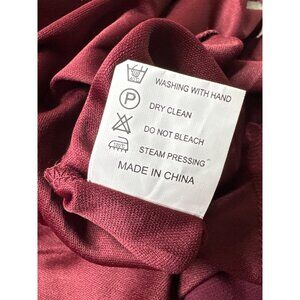 WASHING WITH HAND
P
DRY CLEAN
DO NOT BLEACH
STEAM PRESSING
MADE IN CHINA